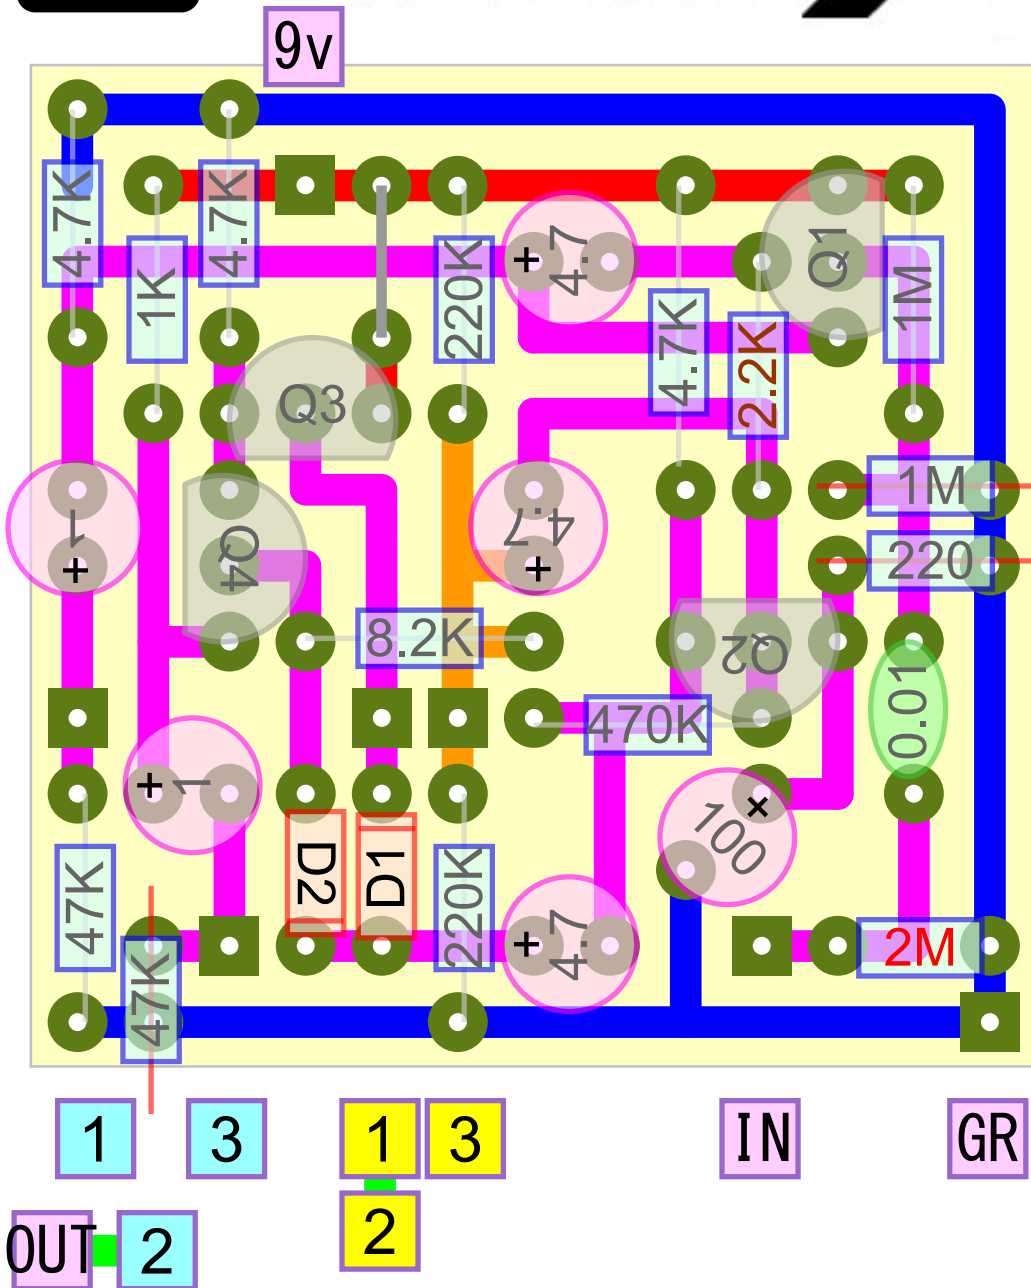 9v
4.7K
1K
4.7K
220K
+ 4.7
4.7K
2.2K
Q1
1M
Q3
1
+
Q4
4.7
+
1M
220
8.2K
470K
Q2
0.01
+ 1
100
×
47K
47K
D2
D1
220K
+ 4.7
2M
1
3
1
3
IN
GR
OUT
2
2